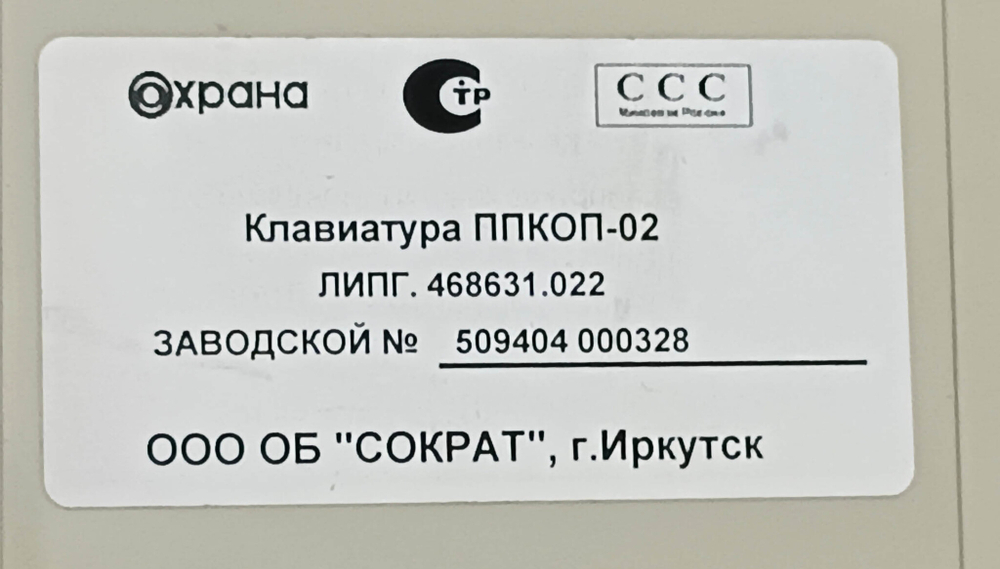 Охрана
тр
ССС
Клавиатура ППКОП-02
ЛИПГ. 468631.022
ЗАВОДСКОЙ № 509404 000328
ООО ОБ "СОКРАТ", г.Иркутск